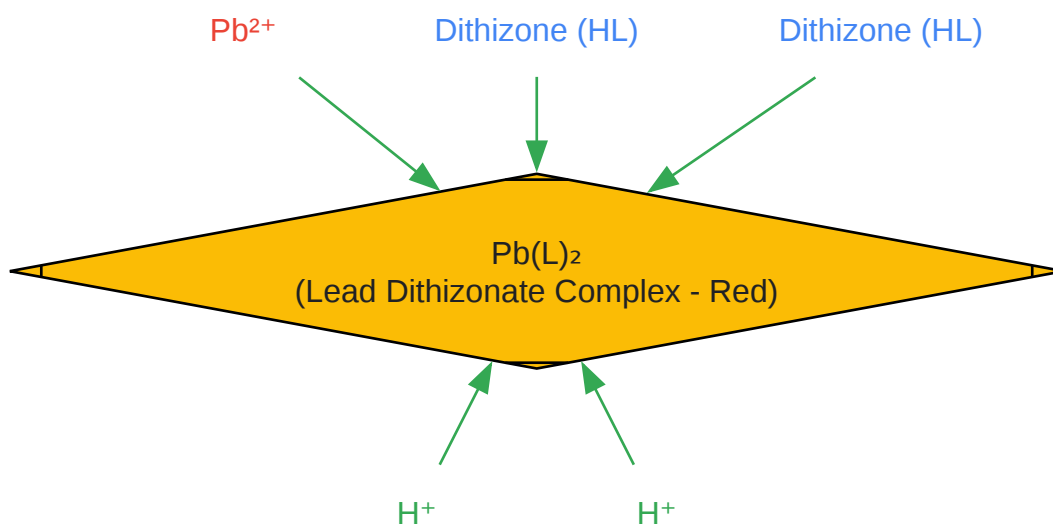 Pb²⁺ Dithizone (HL) Dithizone (HL)
Pb(L)₂
(Lead Dithizonate Complex - Red)
H⁺ H⁺